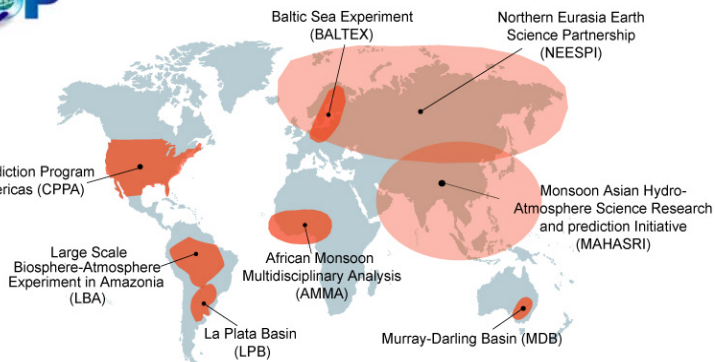 Baltic Sea Experiment
(BALTEX)
Northern Eurasia Earth
Science Partnership
(NEESPI)
Program
(CPPA)
Monsoon Asian Hydro-
Atmosphere Science Research
and prediction Initiative
(MAHASRI)
Large Scale
Biosphere-Atmosphere
Experiment in Amazonia
(LBA)
African Monsoon
Multidisciplinary Analysis
(AMMA)
La Plata Basin
(LPB)
Murray-Darling Basin (MDB)